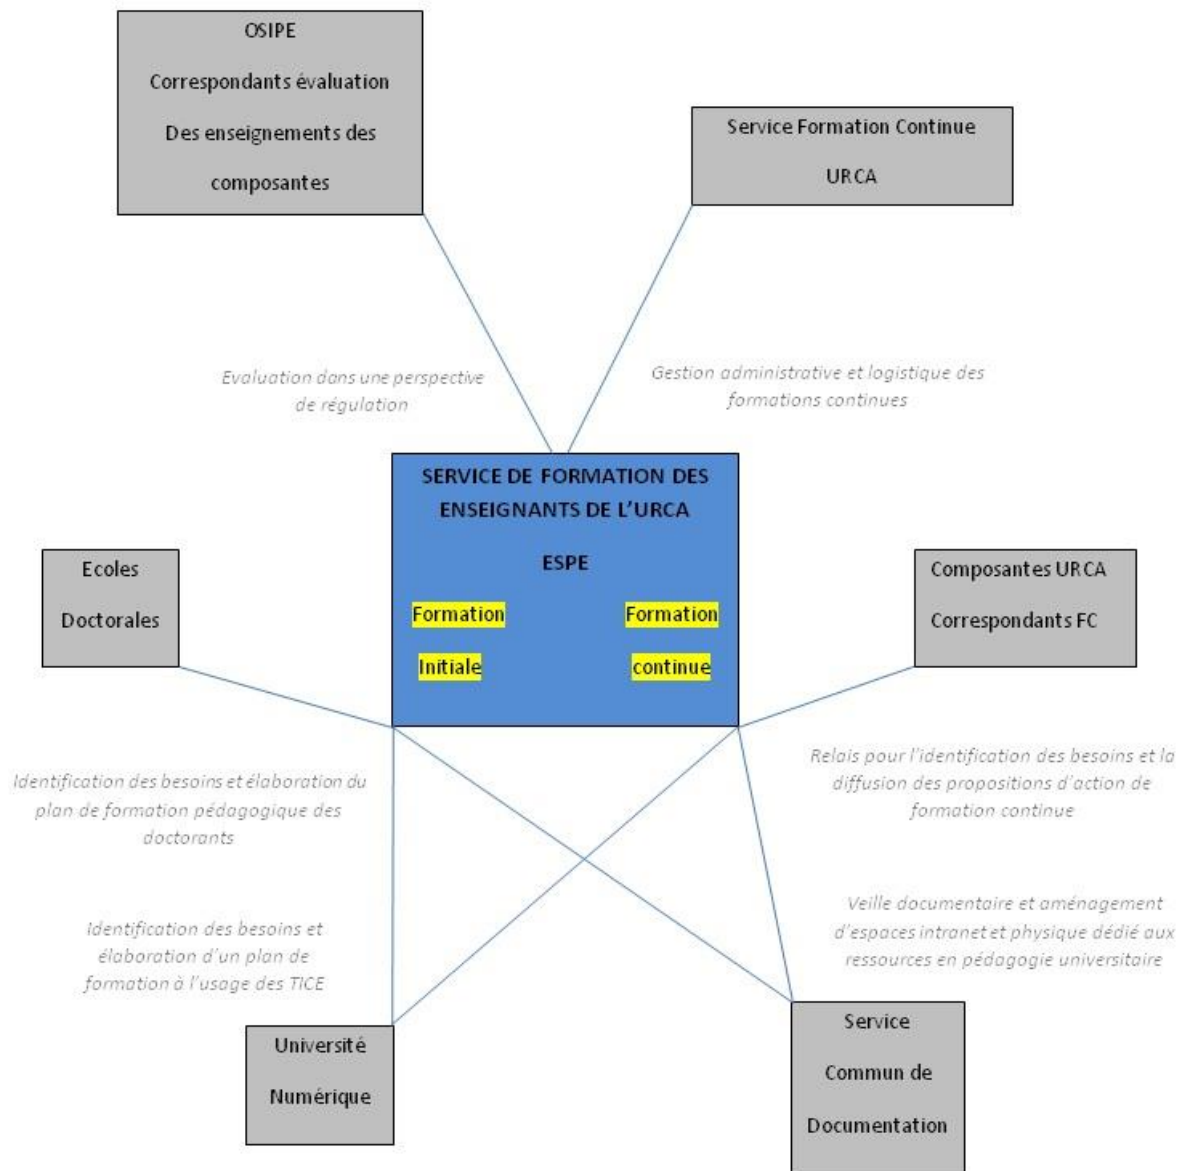 OSIPE
Correspondants évaluation
Des enseignements des
composantes
Service Formation Continue
URCA
Evaluation dans une perspective
de régulation
Gestion administrative et logistique des
formations continues
SERVICE DE FORMATION DES
ENSEIGNANTS DE L’URCA
ESPE
Formation
Initiale
Formation
continue
Ecoles
Doctorales
Composantes URCA
Correspondants FC
Identification des besoins et élaboration du
plan de formation pédagogique des
doctorants
Relais pour l’identification des besoins et la
diffusion des propositions d’action de
formation continue
Identification des besoins et
élaboration d’un plan de
formation à l’usage des TICE
Veille documentaire et aménagement
d’espaces intranet et physique dédié aux
ressources en pédagogie universitaire
Université
Numérique
Service
Commun de
Documentation